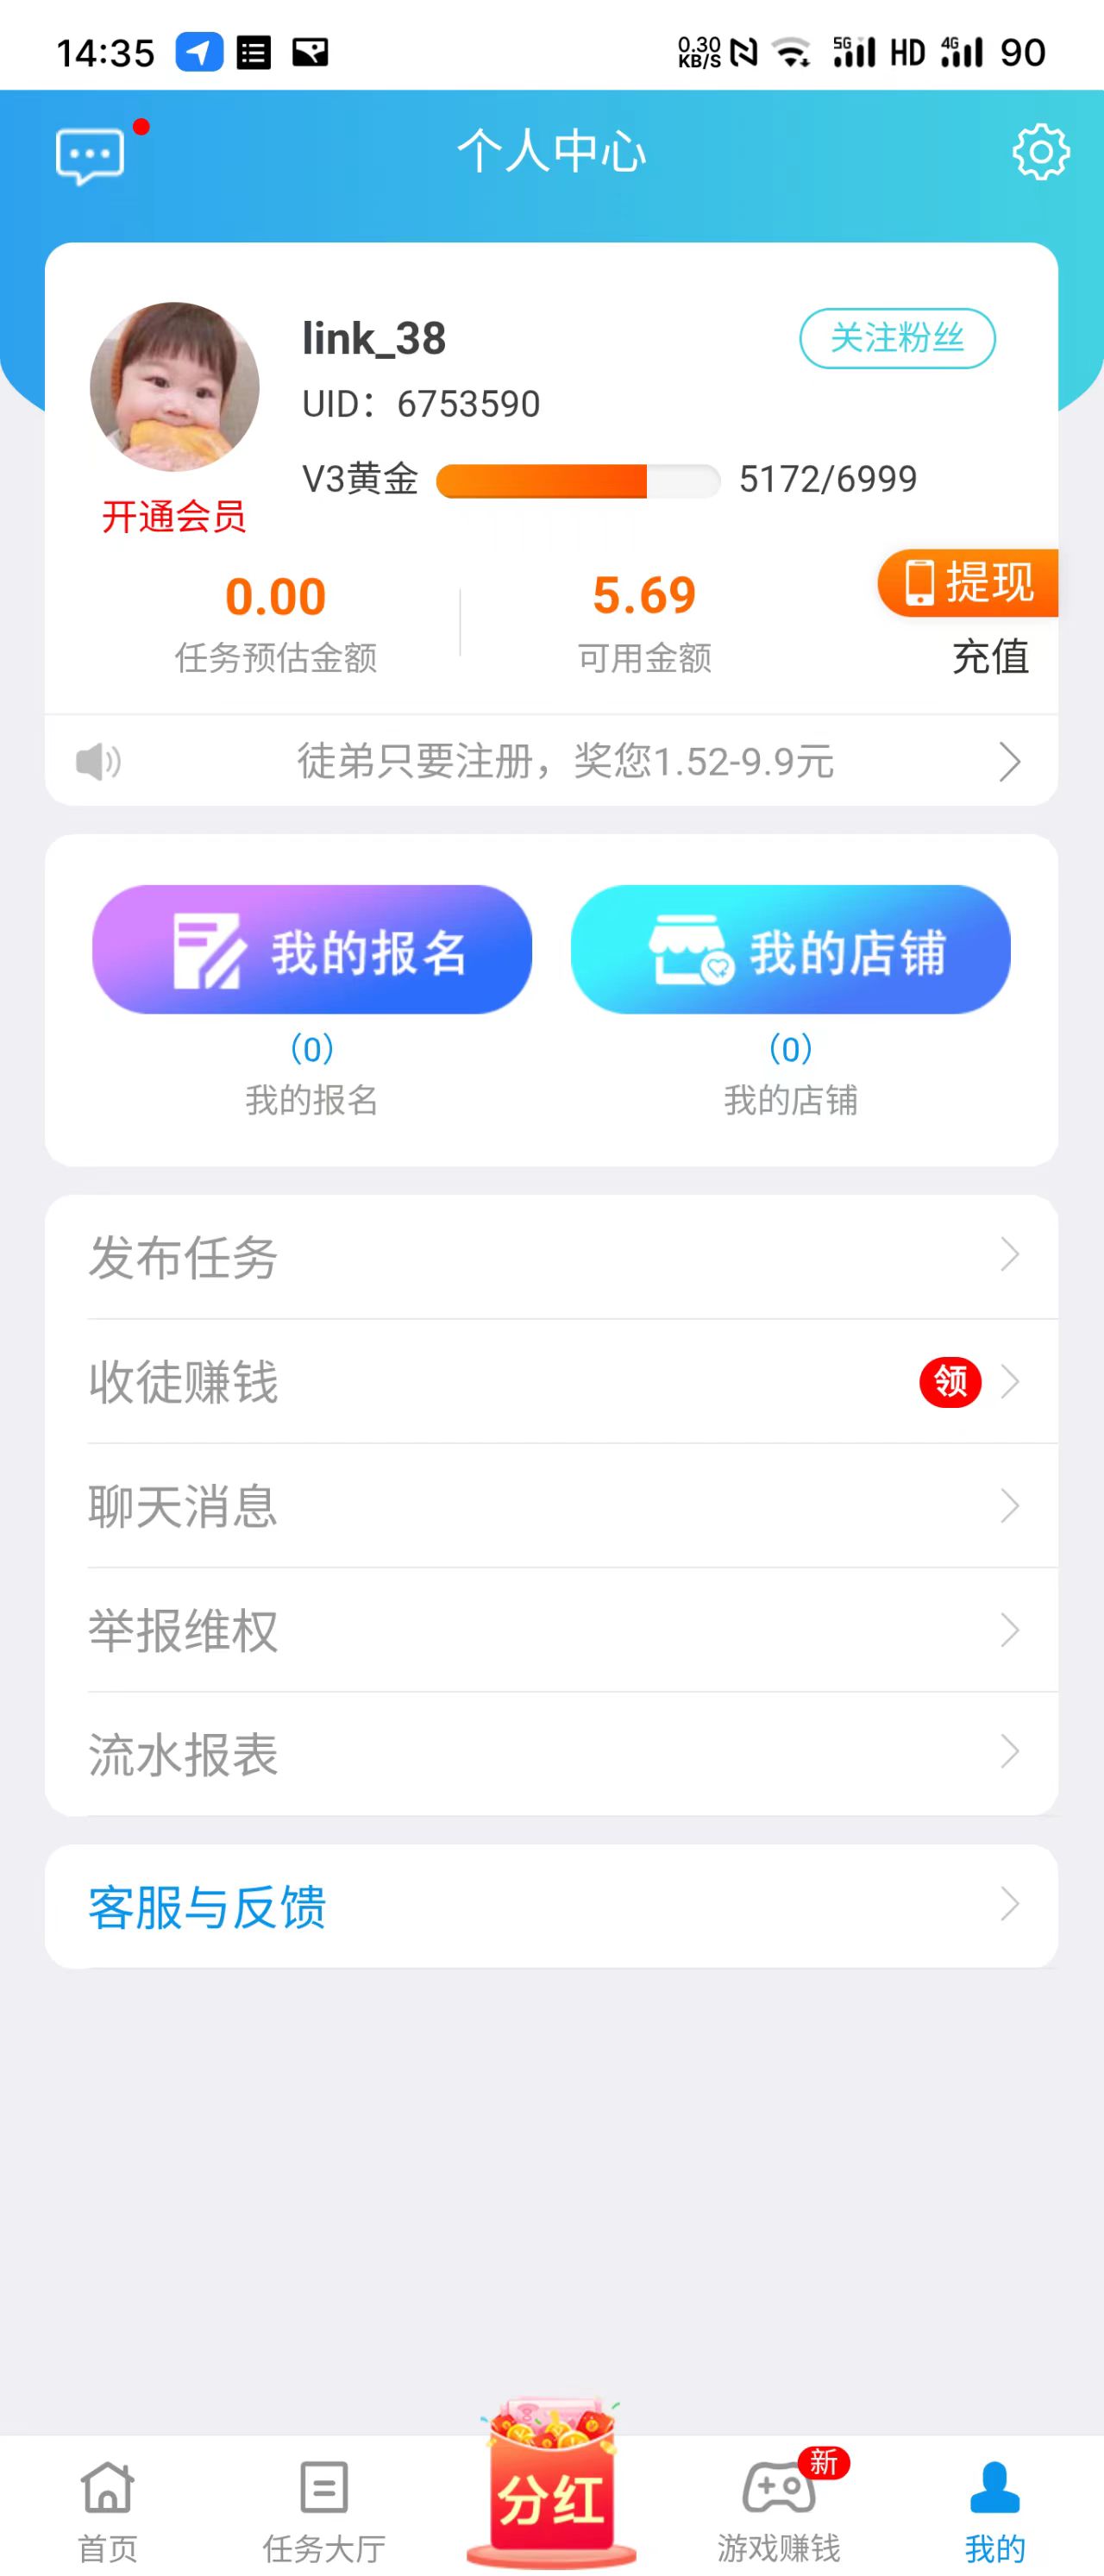 14:35
0.30 KB/S 5G HD 4G 90
个人中心
link_38
关注粉丝
UID：6753590
V3黄金 5172/6999
开通会员
0.00
5.69
提现
任务预估金额
可用金额
充值
徒弟只要注册，奖您1.52-9.9元
我的报名
我的店铺
（0）
（0）
我的报名
我的店铺
发布任务
收徒赚钱 领
聊天消息
举报维权
流水报表
客服与反馈
分红
新
首页
任务大厅
游戏赚钱
我的